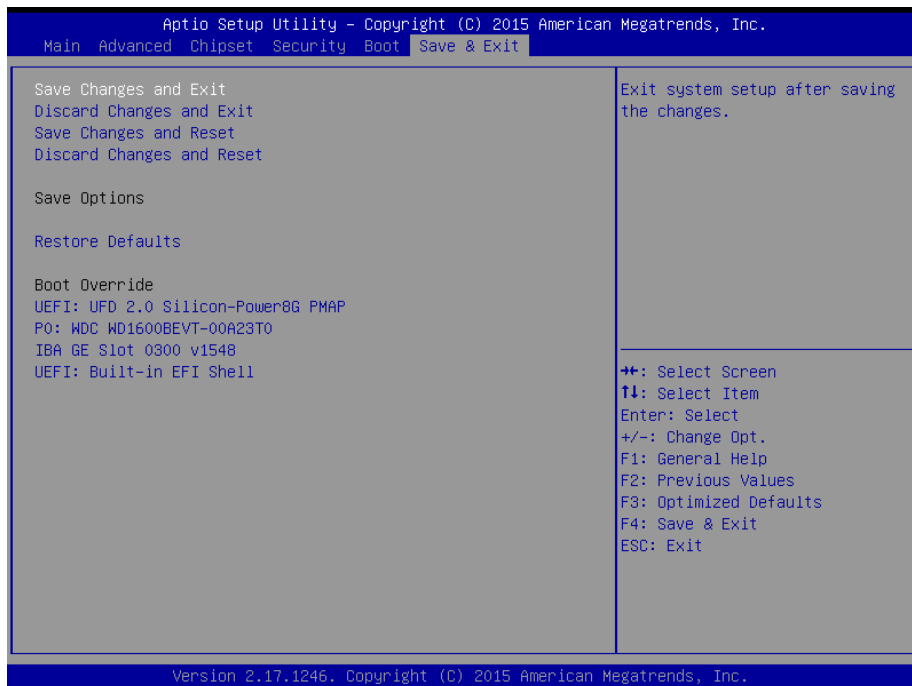 Aptio Setup Utility – Copyright (C) 2015 American Megatrends, Inc.
Main Advanced Chipset Security Boot Save & Exit
Save Changes and Exit
Discard Changes and Exit
Save Changes and Reset
Discard Changes and Reset
Save Options
Restore Defaults
Boot Override
UEFI: UFD 2.0 Silicon-Power8G PMAP
P0: WDC WD1600BEVT-00A23T0
IBA GE Slot 0300 v1548
UEFI: Built-in EFI Shell
Exit system setup after saving
the changes.
→←: Select Screen
↑↓: Select Item
Enter: Select
+/-: Change Opt.
F1: General Help
F2: Previous Values
F3: Optimized Defaults
F4: Save & Exit
ESC: Exit
Version 2.17.1246. Copyright (C) 2015 American Megatrends, Inc.